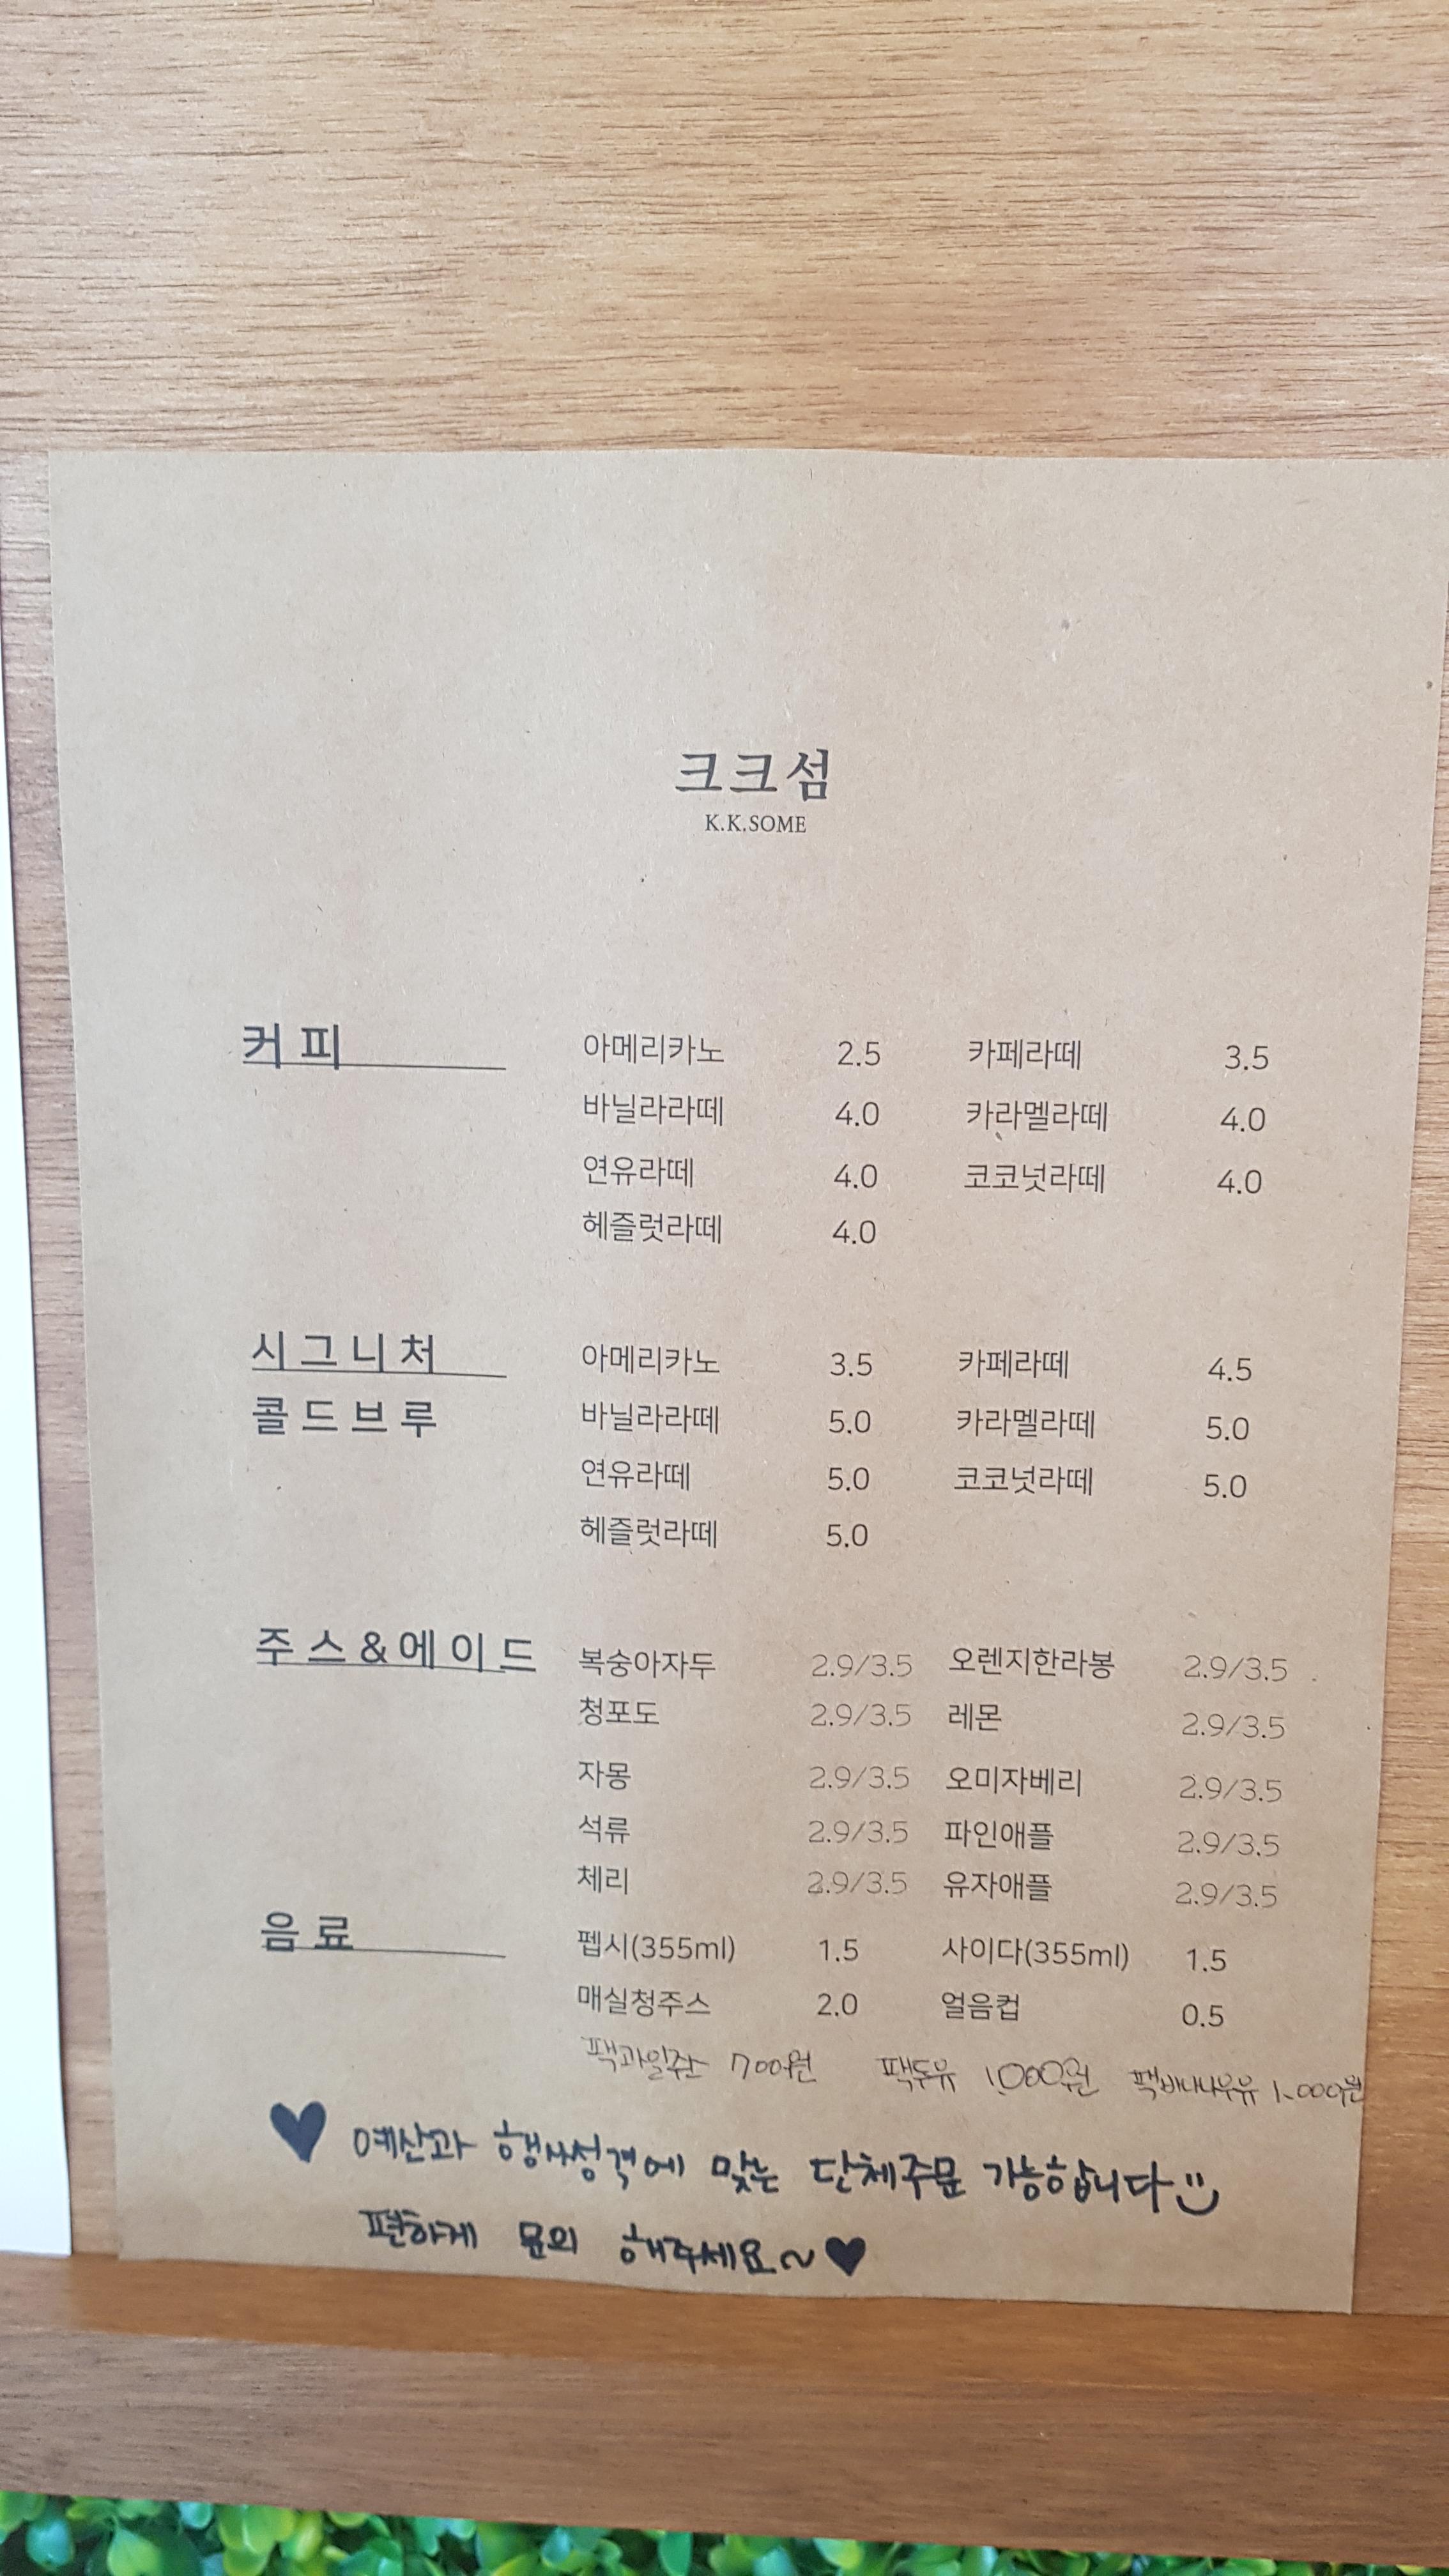 크크섬
K.K.SOME
커피 아메리카노 2.5 카페라떼 3.5
바닐라라떼 4.0 카라멜라떼 4.0
연유라떼 4.0 코코넛라떼 4.0
헤즐럿라떼 4.0
시그니처 아메리카노 3.5 카페라떼 4.5
콜드브루 바닐라라떼 5.0 카라멜라떼 5.0
연유라떼 5.0 코코넛라떼 5.0
헤즐럿라떼 5.0
주스&에이드 복숭아자두 2.9/3.5 오렌지한라봉 2.9/3.5
청포도 2.9/3.5 레몬 2.9/3.5
자몽 2.9/3.5 오미자베리 2.9/3.5
석류 2.9/3.5 파인애플 2.9/3.5
체리 2.9/3.5 유자애플 2.9/3.5
음료 펩시(355ml) 1.5 사이다(355ml) 1.5
매실청주스 2.0 얼음컵 0.5
팩과일쥬스 700원 팩두유 1,000원 팩바나나우유 1,000원
♥ 예산과 행사성격에 맞는 단체주문 가능합니다
편하게 문의 해주세요~♥